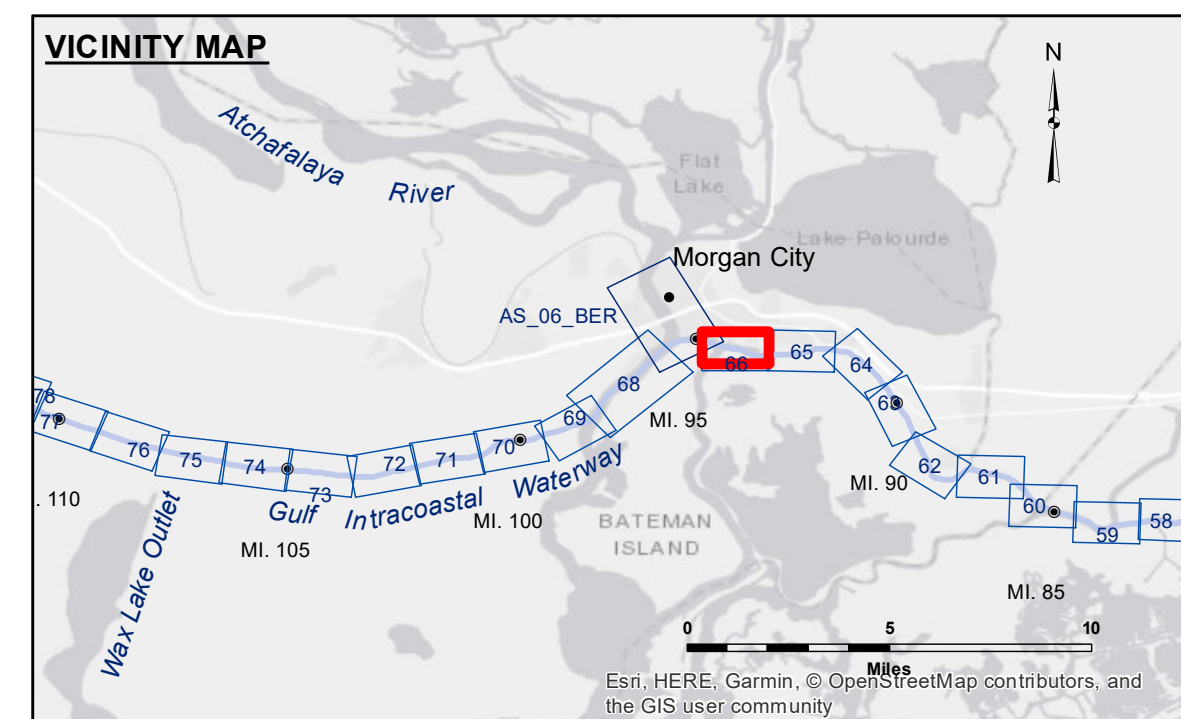 VICINITY MAP
N
Atchafalaya
River
Flat
Lake
Lake Palourde
Morgan City
AS_06_BER
66
65
64
63
62
61
60
59
58
68
69
70
71
72
73
74
75
76
77
78
MI. 95
MI. 90
MI. 85
MI. 100
MI. 105
. 110
Wax Lake Outlet
Gulf Intracoastal Waterway
BATEMAN
ISLAND
0 5 10
Miles
Esri, HERE, Garmin, © OpenStreetMap contributors, and
the GIS user community